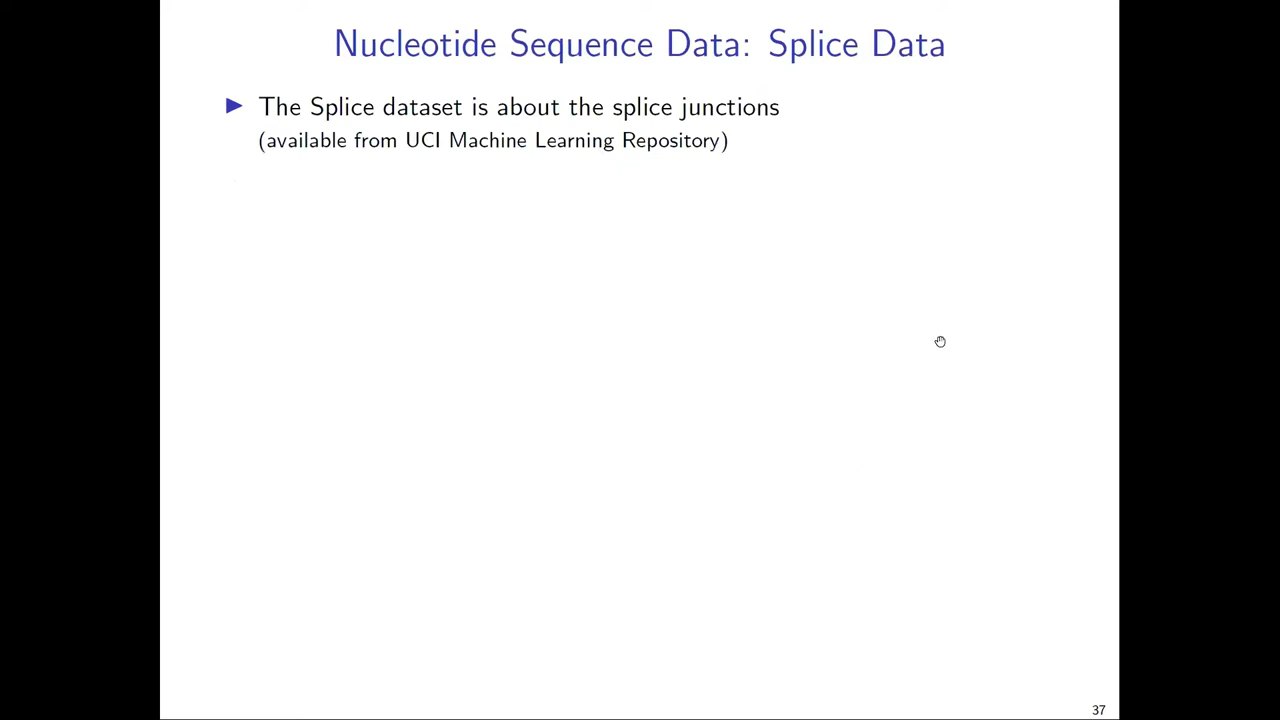 Nucleotide Sequence Data: Splice Data
▶ The Splice dataset is about the splice junctions
(available from UCI Machine Learning Repository)
37